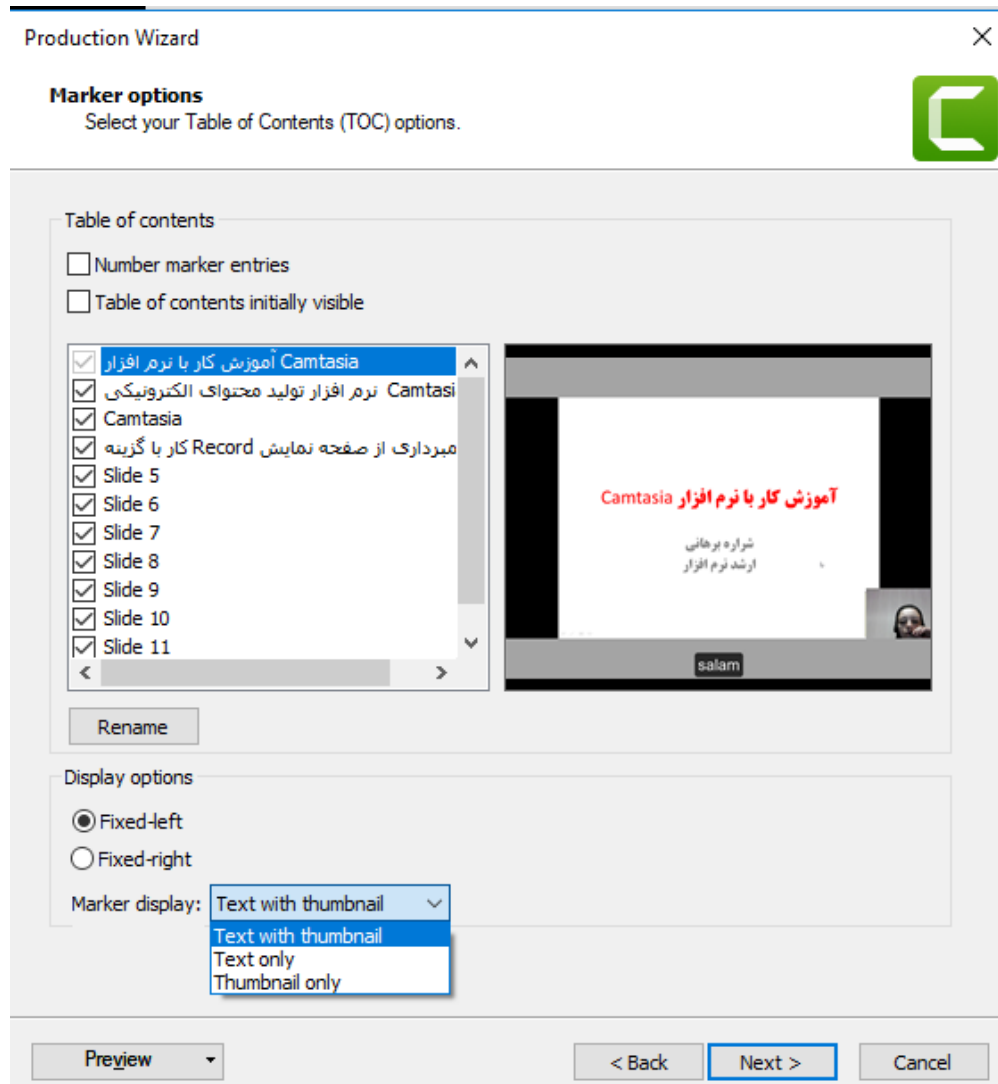 Production Wizard
Marker options
Select your Table of Contents (TOC) options.
Table of contents
Number marker entries
Table of contents initially visible
آموزش کار با نرم افزار Camtasia
Camtasi نرم افزار تولید محتوای الکترونیکی
Camtasia
کار با گزینه Record مبرداری از صفحه نمایش
Slide 5
Slide 6
Slide 7
Slide 8
Slide 9
Slide 10
Slide 11
آموزش کار با نرم افزار Camtasia
شراره برهانی
ارشد نرم افزار
salam
Rename
Display options
Fixed-left
Fixed-right
Marker display: Text with thumbnail
Text with thumbnail
Text only
Thumbnail only
Preview
< Back
Next >
Cancel